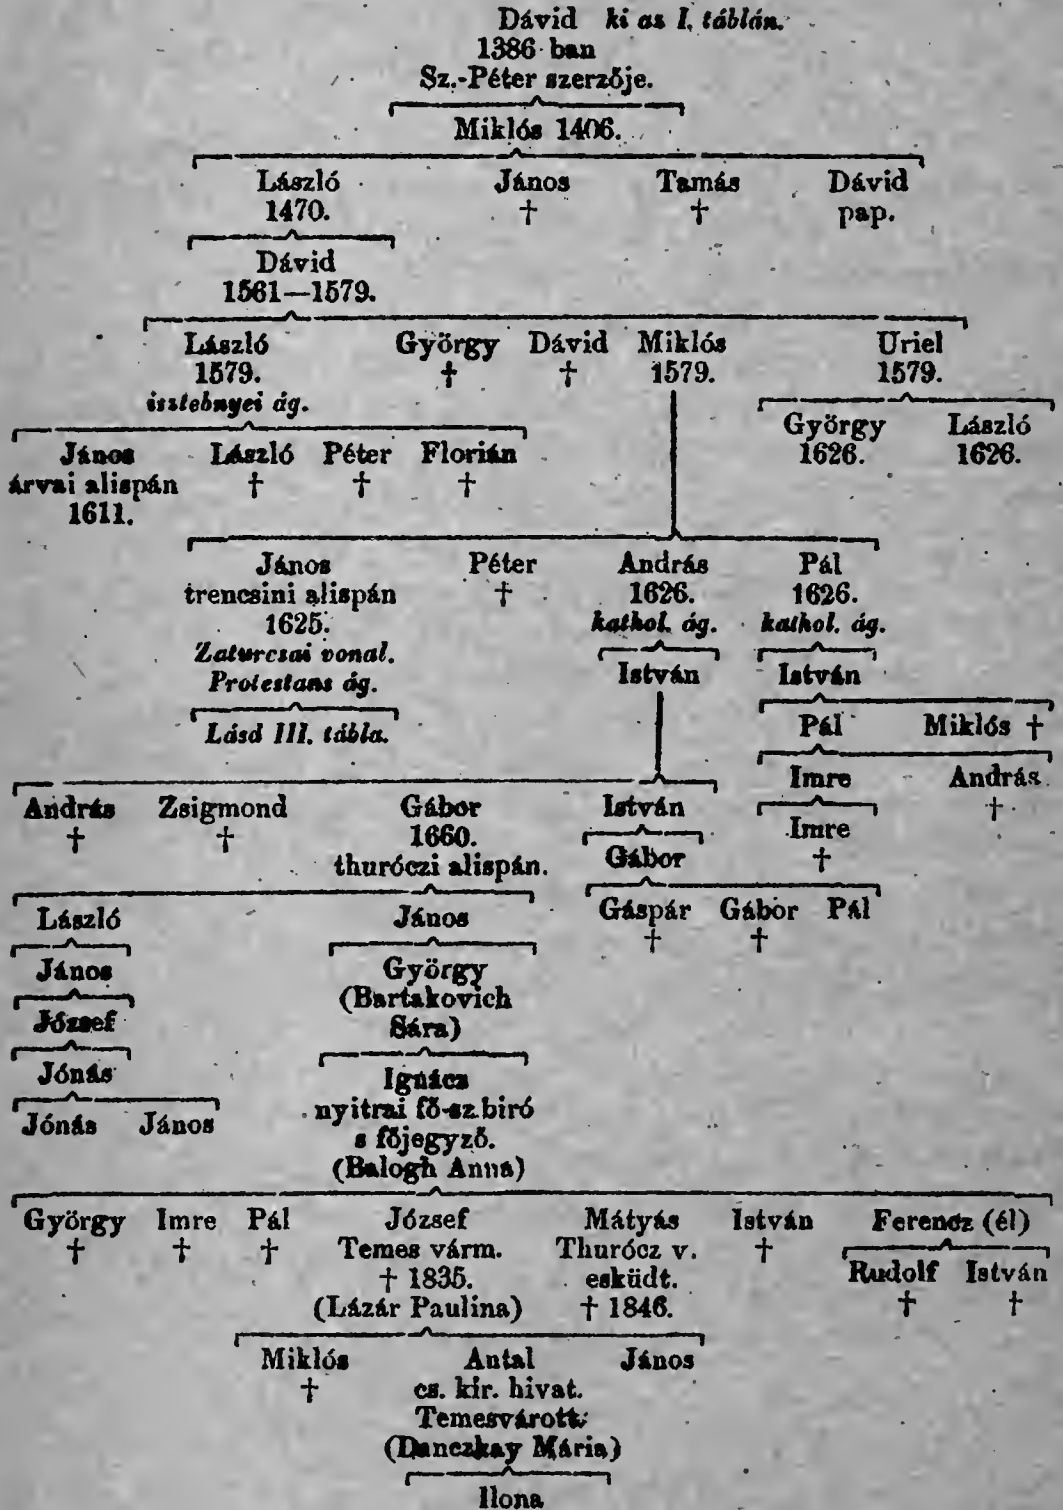 Dávid ki az I. táblán.
1386 ban
Sz.-Péter szerzője.
Miklós 1406.
László János Tamás Dávid
1470. † † pap.
Dávid
1561—1579.
László György Dávid Miklós Uriel
1579. † † 1579. 1579.
isztebnyei ág.
György László
János László Péter Florián 1626. 1626.
árvai alispán † † †
1611.
János Péter András Pál
trencsini alispán † 1626. 1626.
1625. kathol. ág. kathol. ág.
Zaturcsai vonal.
Protestans ág. István István
Lásd III. tábla. Pál Miklós †
Imre András
András Zsigmond Gábor István †
† † 1660. Imre
thuróczi alispán. Gábor †
László János Gáspár Gábor Pál
† †
János György
(Bartakovich
József Sára)
Jónás Ignácz
nyitrai fő-sz.biró
Jónás János s főjegyző.
(Balogh Anna)
György Imre Pál József Mátyás István Ferencz (él)
† † † Temes várm. Thurócz v. †
† 1835. esküdt. Rudolf István
(Lázár Paulina) † 1846. † †
Miklós Antal János
† cs. kir. hivat.
Temesvárott.
(Danczkay Mária)
Ilona